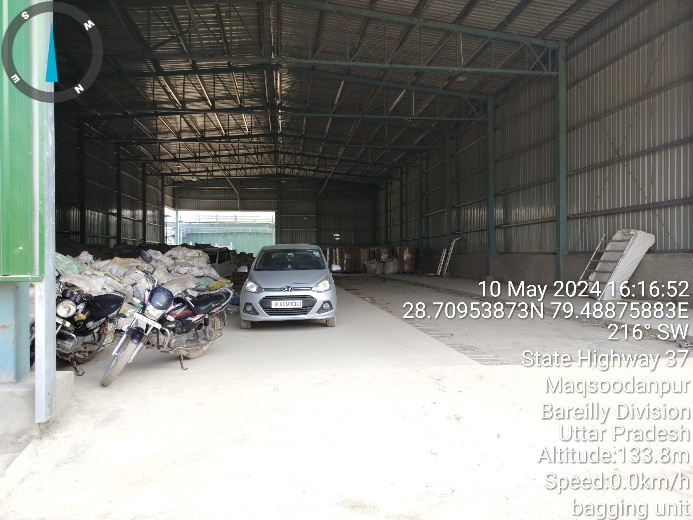 S
W
E
N
10 May 2024 16:16:52
28.70953873N 79.48875883E
216° SW
State Highway 37
Maqsoodanpur
Bareilly Division
Uttar Pradesh
Altitude:133.8m
Speed:0.0km/h
bagging unit